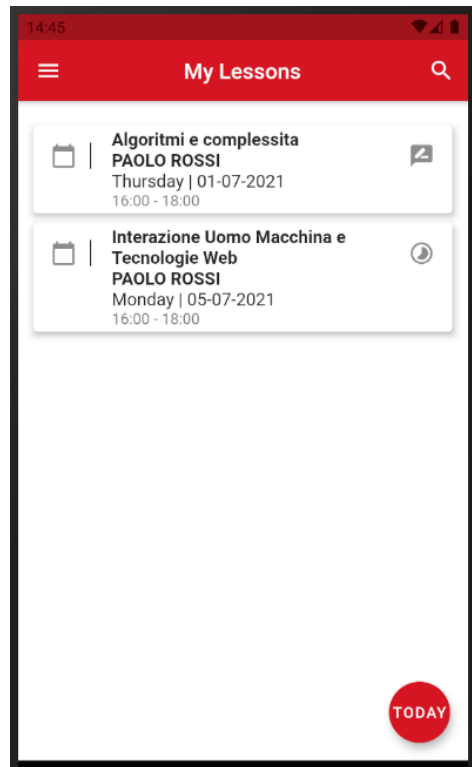 14:45
My Lessons
Algoritmi e complessita
PAOLO ROSSI
Thursday | 01-07-2021
16:00 - 18:00
Interazione Uomo Macchina e
Tecnologie Web
PAOLO ROSSI
Monday | 05-07-2021
16:00 - 18:00
TODAY